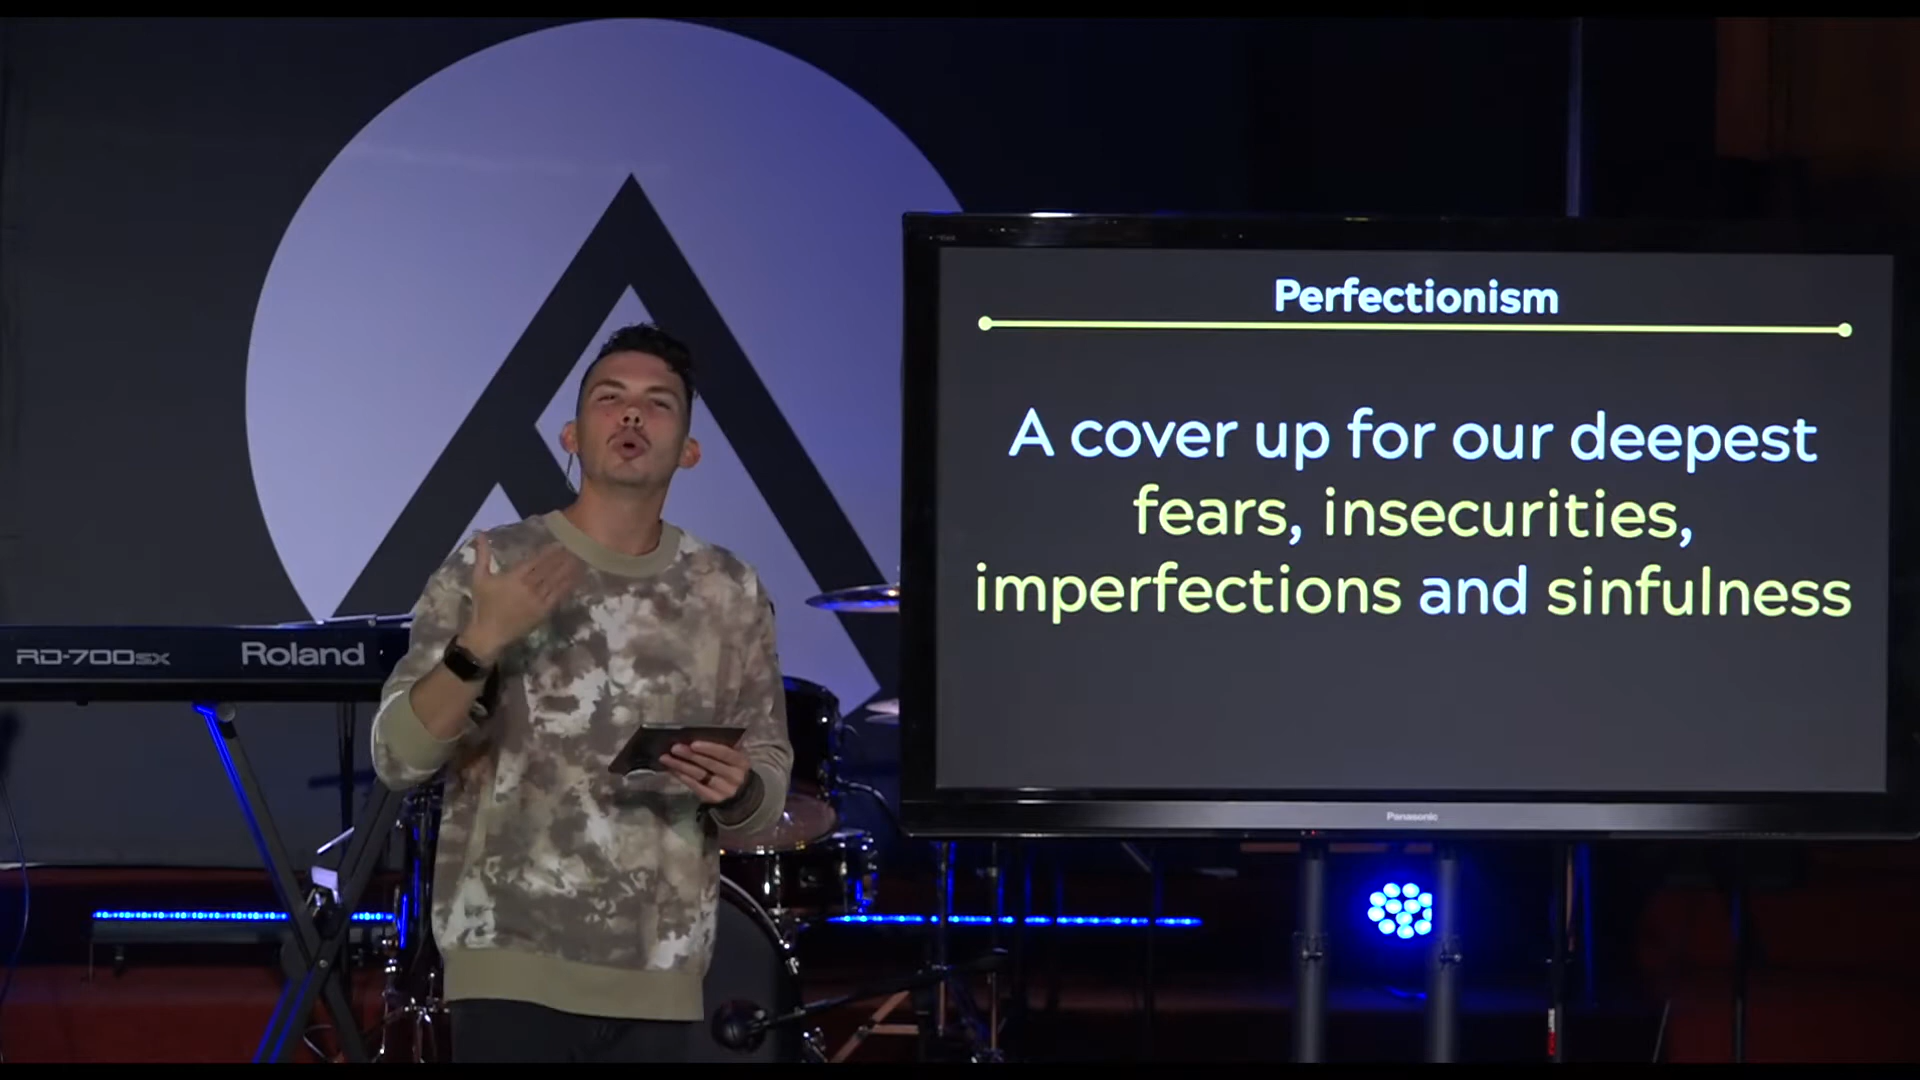 Perfectionism
A cover up for our deepest
fears, insecurities,
imperfections and sinfulness
RD-700SX Roland
Panasonic